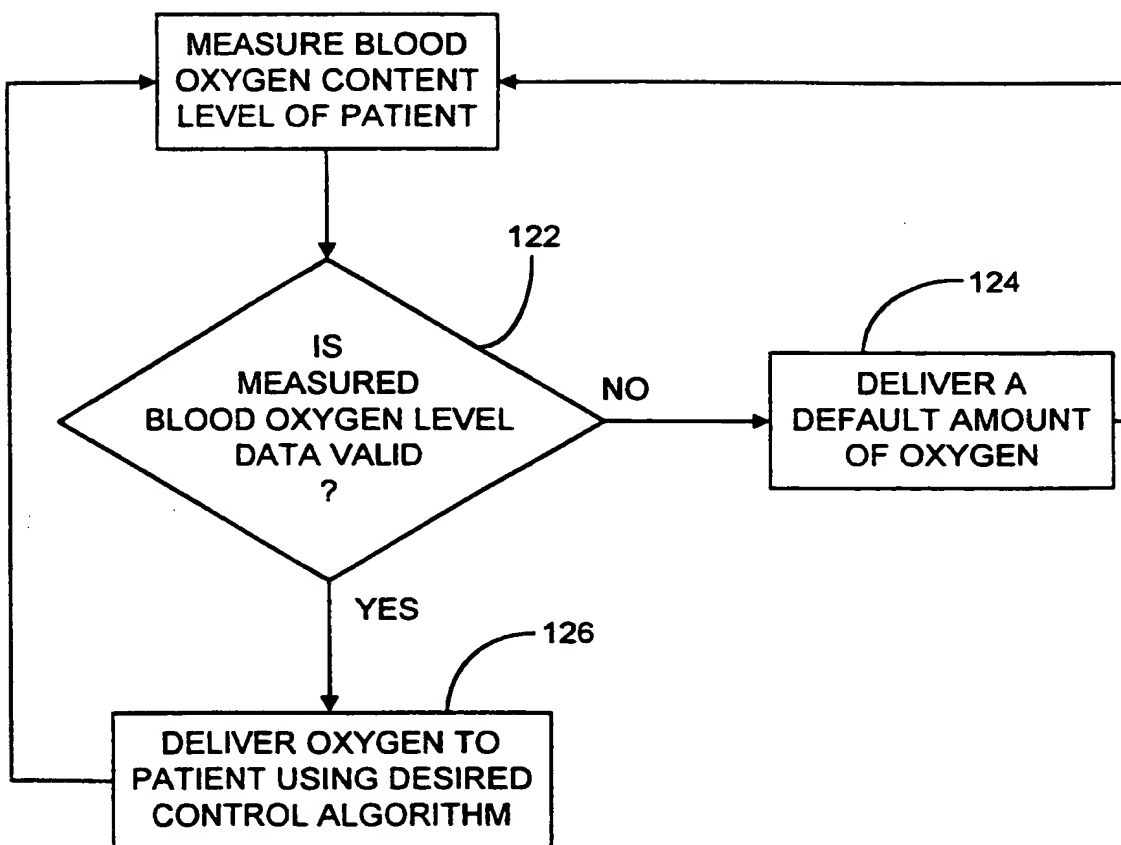 MEASURE BLOOD
OXYGEN CONTENT
LEVEL OF PATIENT
122
IS
MEASURED
BLOOD OXYGEN LEVEL
DATA VALID
?
NO
124
DELIVER A
DEFAULT AMOUNT
OF OXYGEN
YES
126
DELIVER OXYGEN TO
PATIENT USING DESIRED
CONTROL ALGORITHM